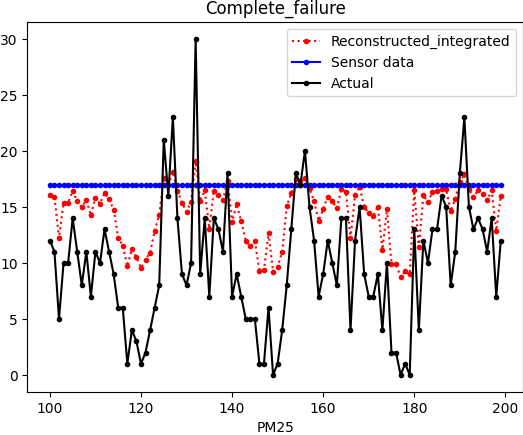 Complete_failure
Reconstructed_integrated
Sensor data
Actual
30
25
20
15
10
5
0
100 120 140 160 180 200
PM25